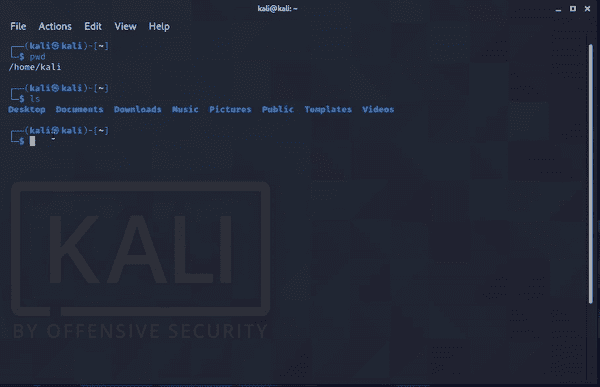 kali@kali: ~
File Actions Edit View Help
┌──(kali㉿kali)-[~]
└─$ pwd
/home/kali
┌──(kali㉿kali)-[~]
└─$ ls
Desktop Documents Downloads Music Pictures Public Templates Videos
┌──(kali㉿kali)-[~]
└─$
KALI
BY OFFENSIVE SECURITY